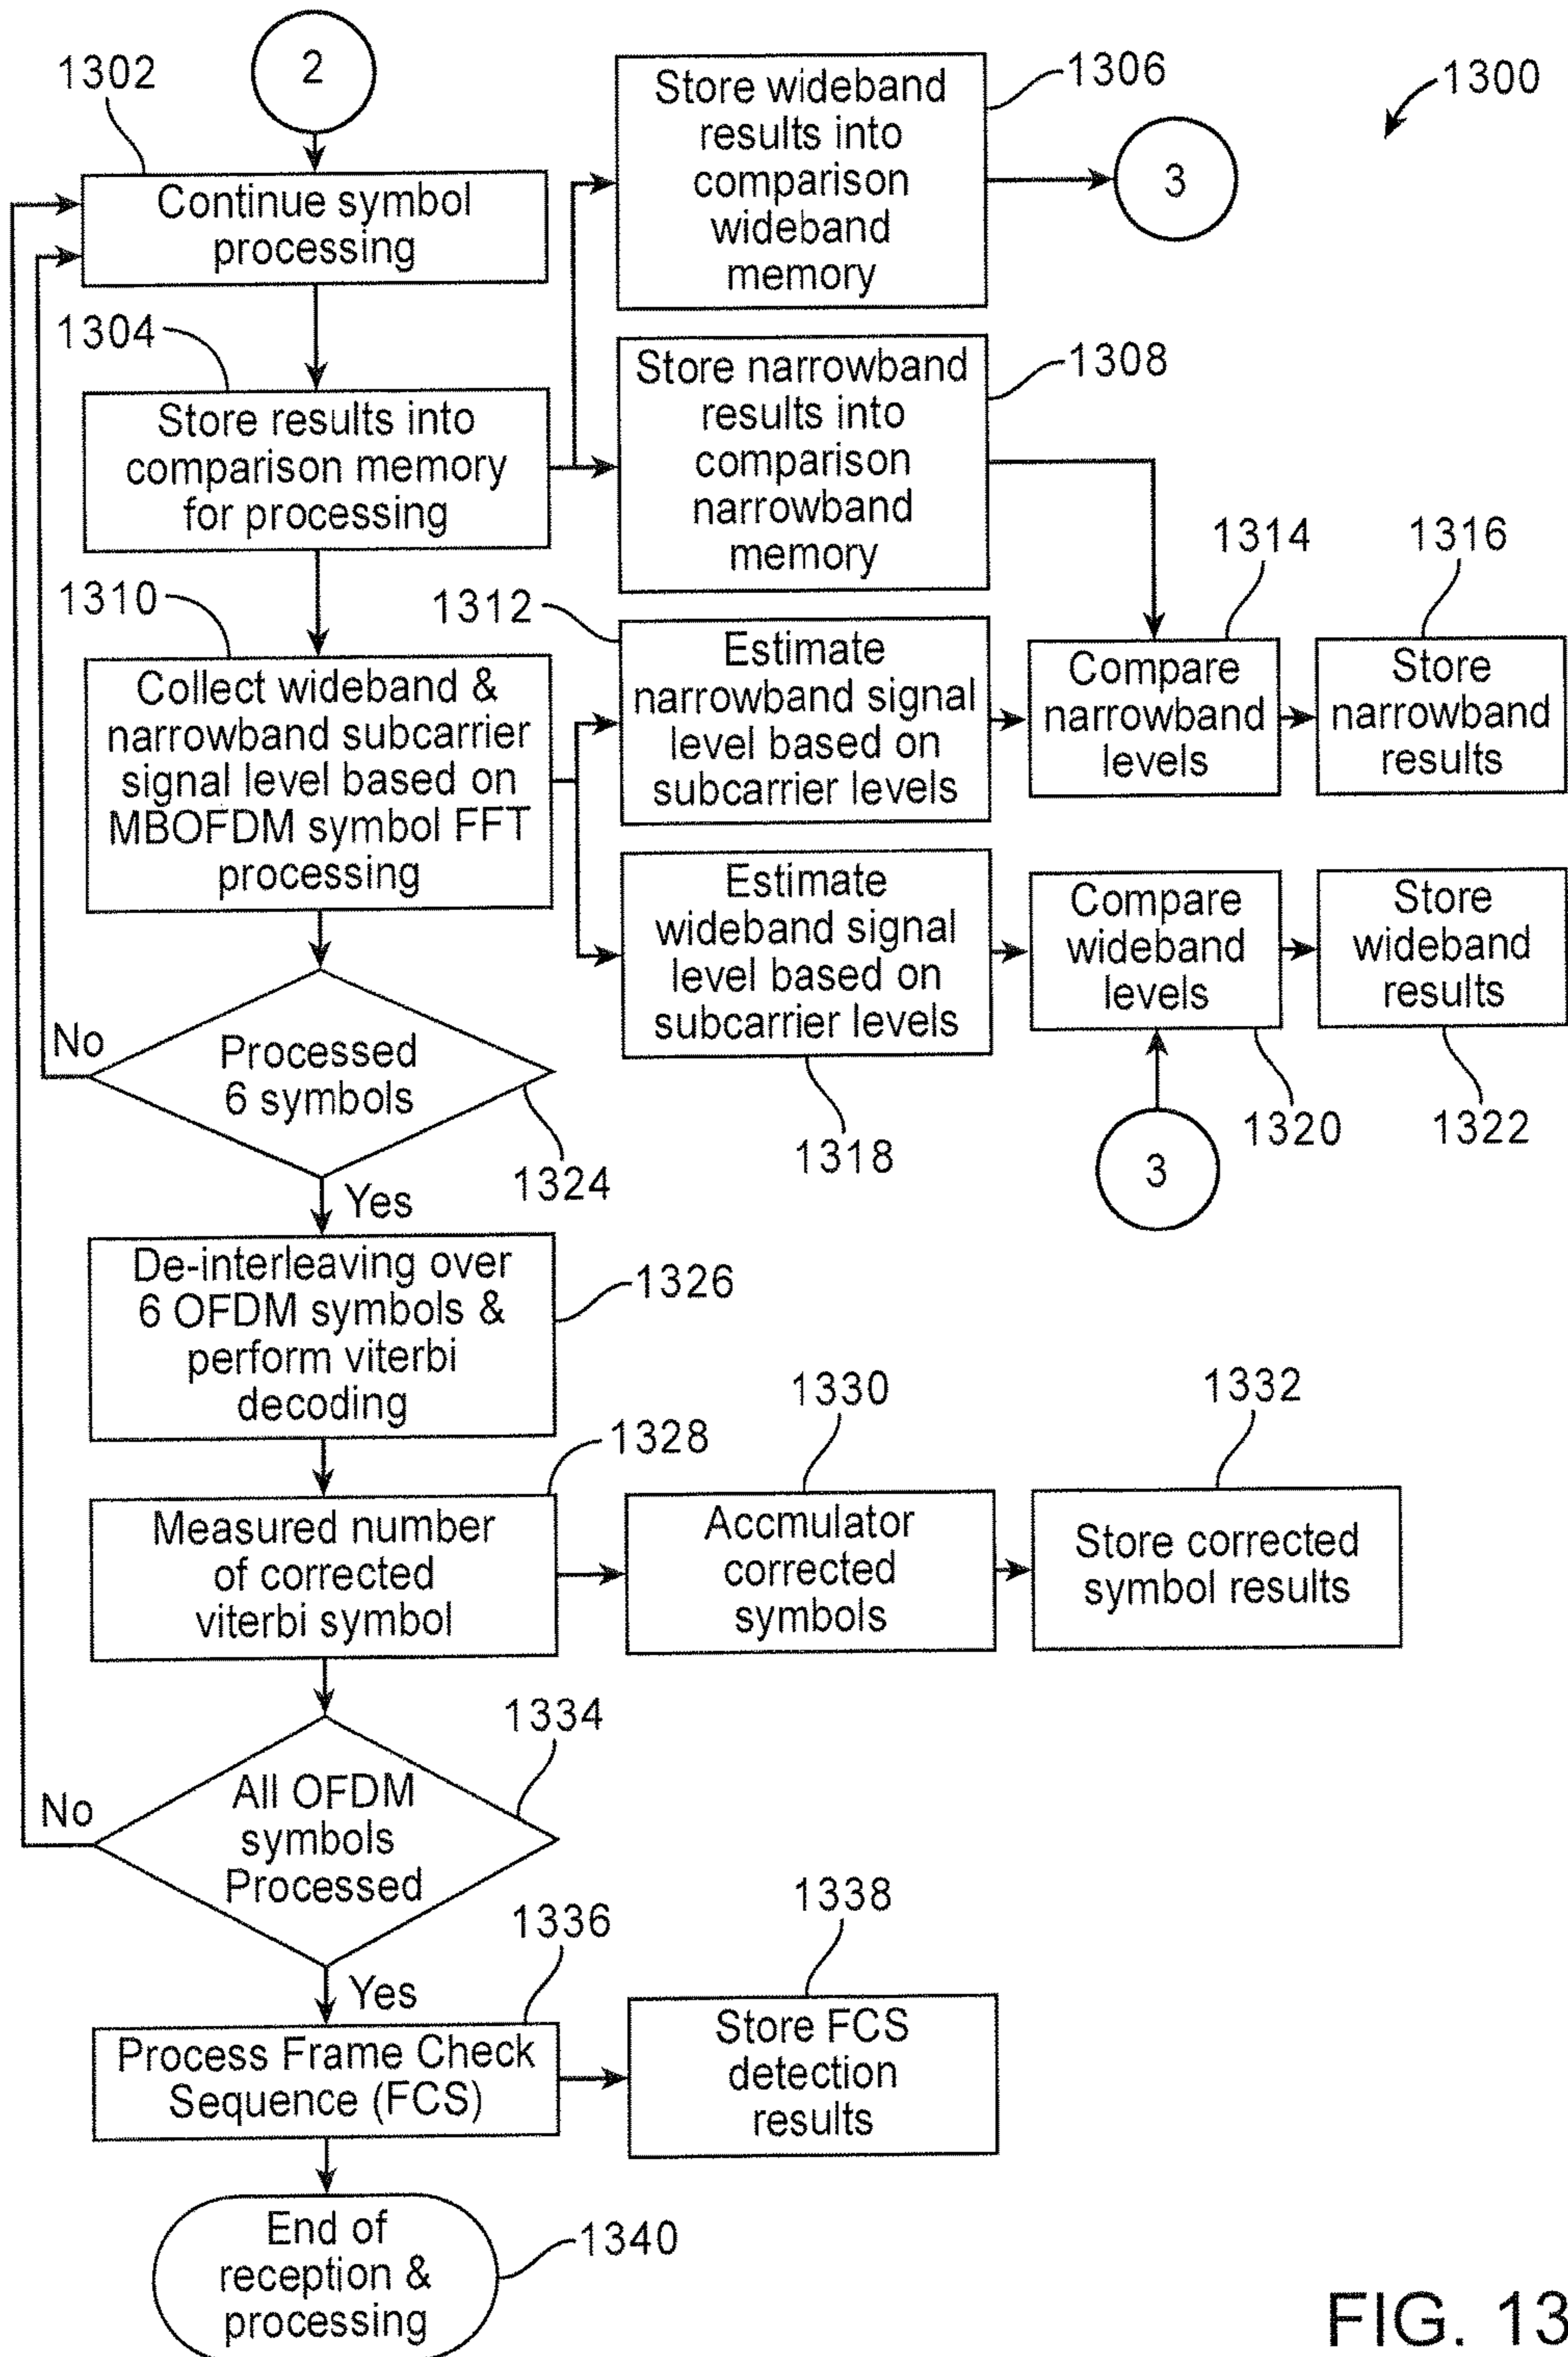 2
1302
Continue symbol
processing
1304
Store results into
comparison memory
for processing
Store wideband
results into
comparison
wideband
memory
1306
3
1300
Store narrowband
results into
comparison
narrowband
memory
1308
1310
Collect wideband &
narrowband subcarrier
signal level based on
MBOFDM symbol FFT
processing
1312
Estimate
narrowband signal
level based on
subcarrier levels
1314
Compare
narrowband
levels
1316
Store
narrowband
results
Estimate
wideband signal
level based on
subcarrier levels
1318
Compare
wideband
levels
1320
3
Store
wideband
results
1322
No
Processed
6 symbols
1324
Yes
De-interleaving over
6 OFDM symbols &
perform viterbi
decoding
1326
1328
Measured number
of corrected
viterbi symbol
1330
Accmulator
corrected
symbols
1332
Store corrected
symbol results
1334
No
All OFDM
symbols
Processed
Yes
1336
Process Frame Check
Sequence (FCS)
1338
Store FCS
detection
results
End of
reception &
processing
1340
FIG. 13